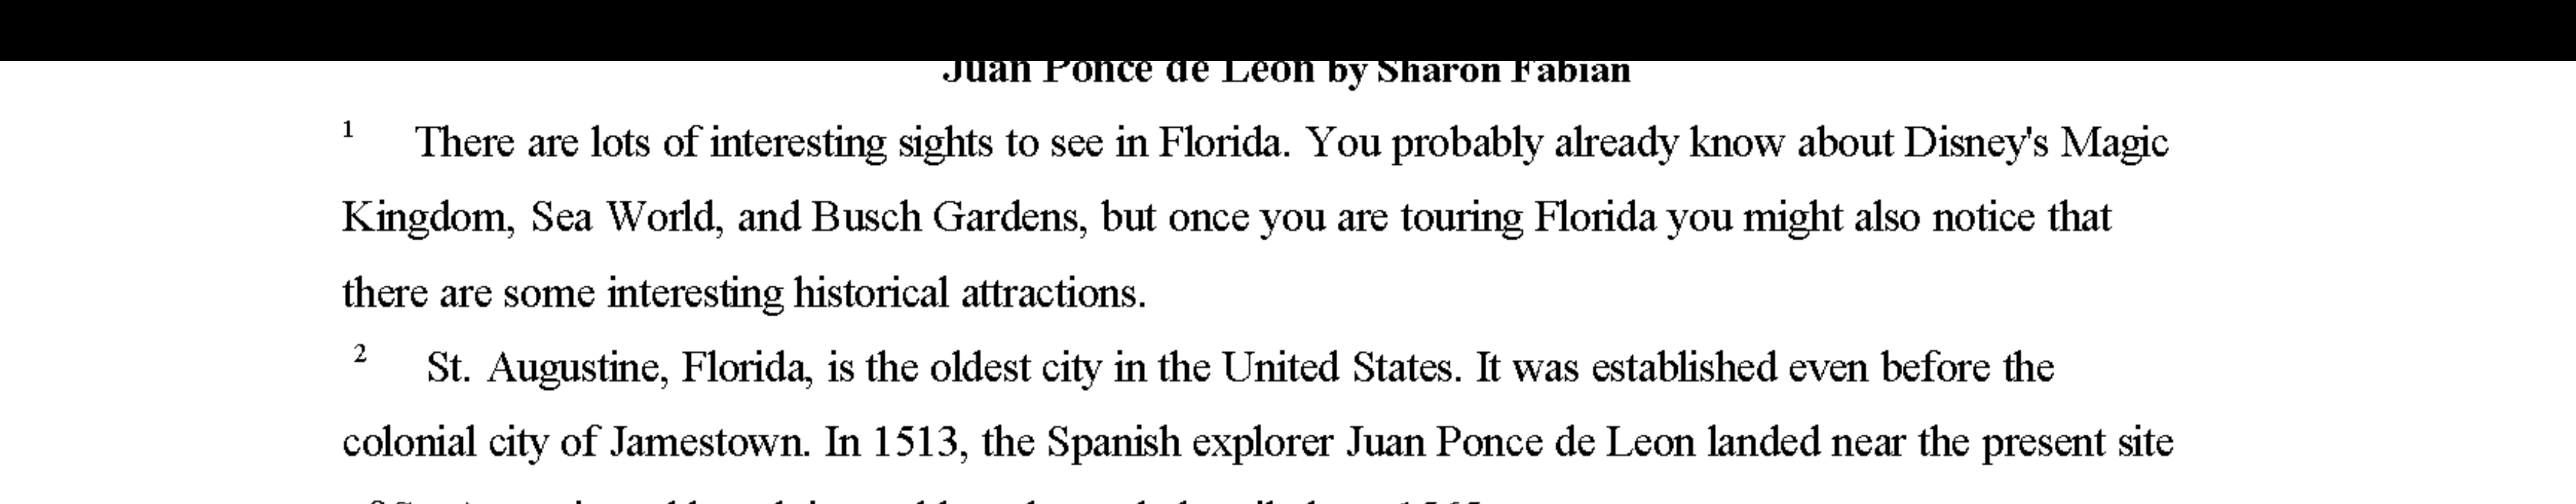 Juan Ponce de Leon by Sharon Fabian
1 There are lots of interesting sights to see in Florida. You probably already know about Disney's Magic
Kingdom, Sea World, and Busch Gardens, but once you are touring Florida you might also notice that
there are some interesting historical attractions.
2 St. Augustine, Florida, is the oldest city in the United States. It was established even before the
colonial city of Jamestown. In 1513, the Spanish explorer Juan Ponce de Leon landed near the present site